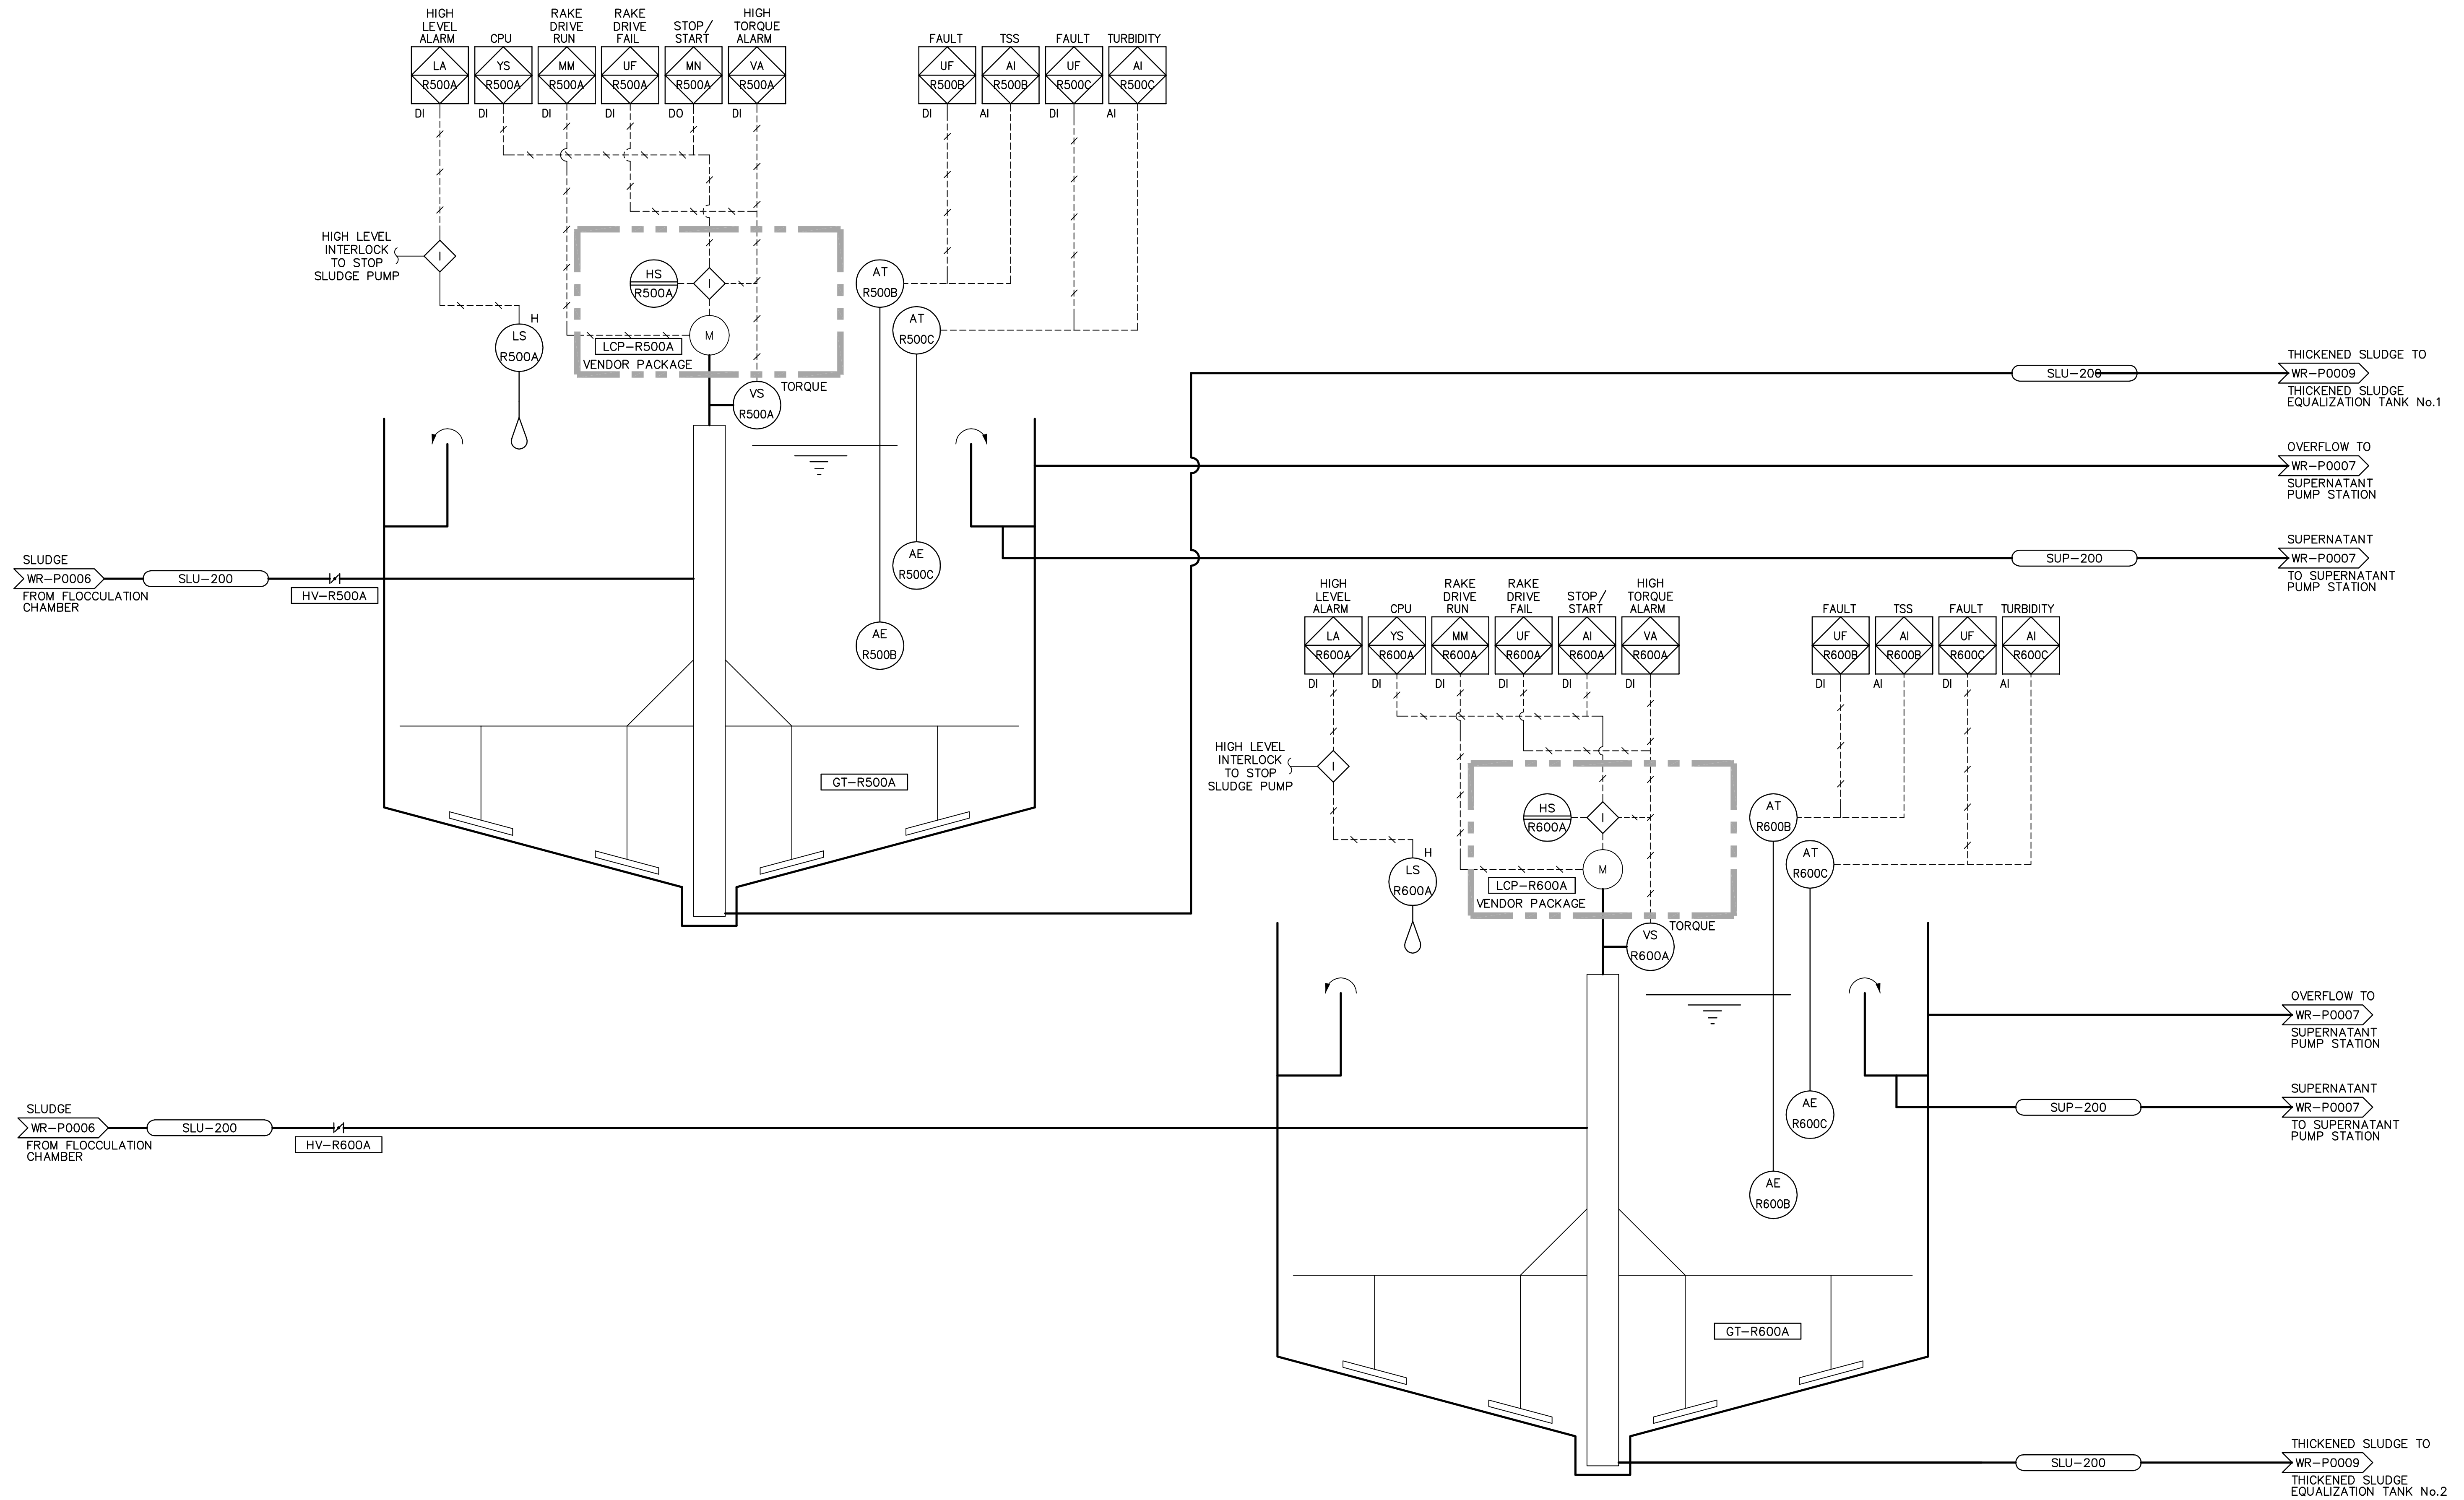 HIGH
LEVEL
ALARM
LA
R500A
DI
CPU
YS
R500A
DI
RAKE
DRIVE
RUN
MM
R500A
DI
RAKE
DRIVE
FAIL
UF
R500A
DI
STOP/
START
MN
R500A
DO
HIGH
TORQUE
ALARM
VA
R500A
DI
FAULT
UF
R500B
DI
TSS
AI
R500B
AI
FAULT
UF
R500C
DI
TURBIDITY
AI
R500C
AI
HIGH LEVEL
INTERLOCK
TO STOP
SLUDGE PUMP
I
H
LS
R500A
HS
R500A
I
M
LCP-R500A
VENDOR PACKAGE
VS
R500A
TORQUE
AT
R500B
AT
R500C
AE
R500C
AE
R500B
GT-R500A
SLUDGE
WR-P0006
FROM FLOCCULATION
CHAMBER
SLU-200
HV-R500A
SLU-200
THICKENED SLUDGE TO
WR-P0009
THICKENED SLUDGE
EQUALIZATION TANK No.1
OVERFLOW TO
WR-P0007
SUPERNATANT
PUMP STATION
SUP-200
SUPERNATANT
WR-P0007
TO SUPERNATANT
PUMP STATION
HIGH
LEVEL
ALARM
LA
R600A
DI
CPU
YS
R600A
DI
RAKE
DRIVE
RUN
MM
R600A
DI
RAKE
DRIVE
FAIL
UF
R600A
DI
STOP/
START
AI
R600A
DI
HIGH
TORQUE
ALARM
VA
R600A
DI
FAULT
UF
R600B
DI
TSS
AI
R600B
AI
FAULT
UF
R600C
DI
TURBIDITY
AI
R600C
AI
HIGH LEVEL
INTERLOCK
TO STOP
SLUDGE PUMP
I
H
LS
R600A
HS
R600A
I
M
LCP-R600A
VENDOR PACKAGE
VS
R600A
TORQUE
AT
R600B
AT
R600C
AE
R600C
AE
R600B
GT-R600A
SLUDGE
WR-P0006
FROM FLOCCULATION
CHAMBER
SLU-200
HV-R600A
OVERFLOW TO
WR-P0007
SUPERNATANT
PUMP STATION
SUP-200
SUPERNATANT
WR-P0007
TO SUPERNATANT
PUMP STATION
SLU-200
THICKENED SLUDGE TO
WR-P0009
THICKENED SLUDGE
EQUALIZATION TANK No.2